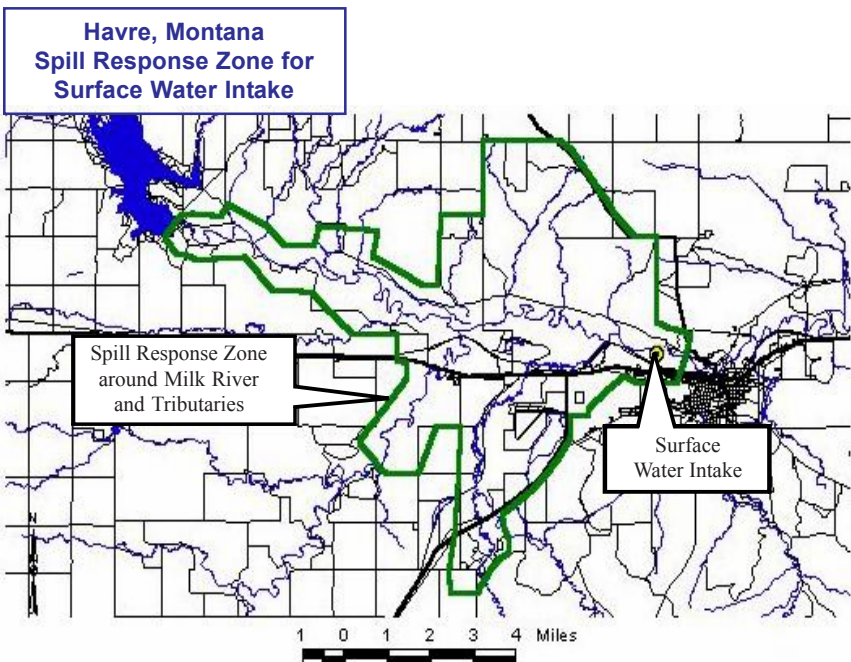 Havre, Montana
Spill Response Zone for
Surface Water Intake
Spill Response Zone
around Milk River
and Tributaries
Surface
Water Intake
N
1 0 1 2 3 4 Miles